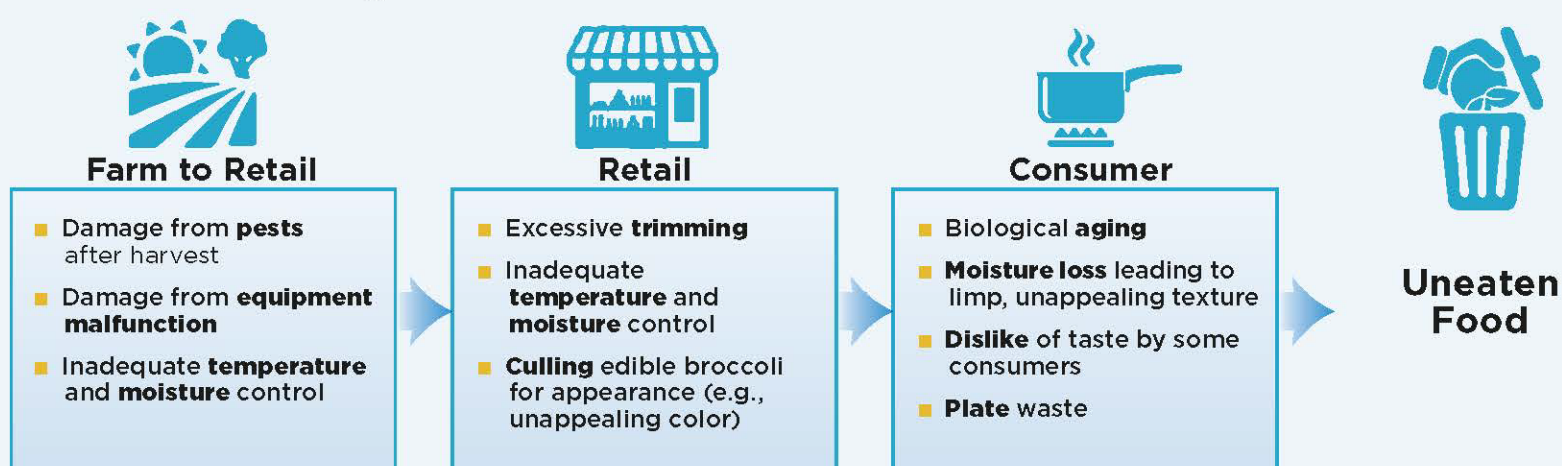 Farm to Retail
■ Damage from pests
after harvest
■ Damage from equipment
malfunction
■ Inadequate temperature
and moisture control
Retail
■ Excessive trimming
■ Inadequate
temperature and
moisture control
■ Culling edible broccoli
for appearance (e.g.,
unappealing color)
Consumer
■ Biological aging
■ Moisture loss leading to
limp, unappealing texture
■ Dislike of taste by some
consumers
■ Plate waste
Uneaten
Food